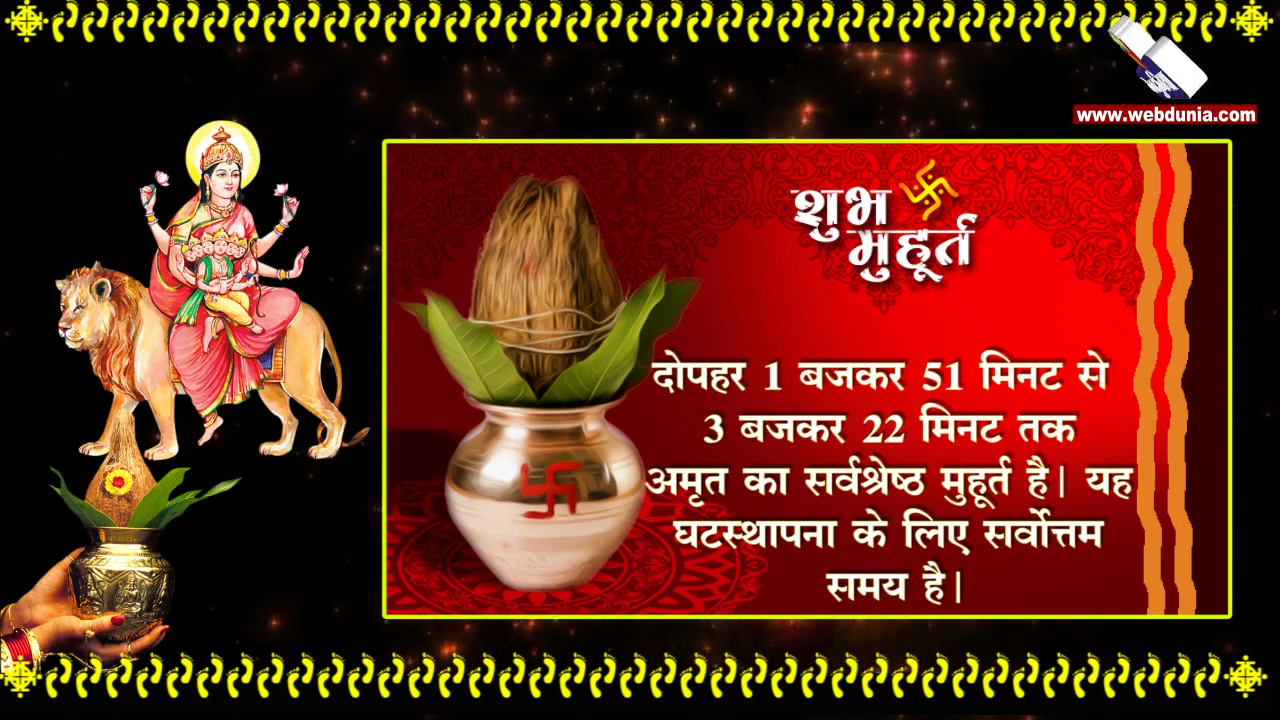 www.webdunia.com
शुभ
मुहूर्त
दोपहर 1 बजकर 51 मिनट से
3 बजकर 22 मिनट तक
अमृत का सर्वश्रेष्ठ मुहूर्त है। यह
घटस्थापना के लिए सर्वोत्तम
समय है।